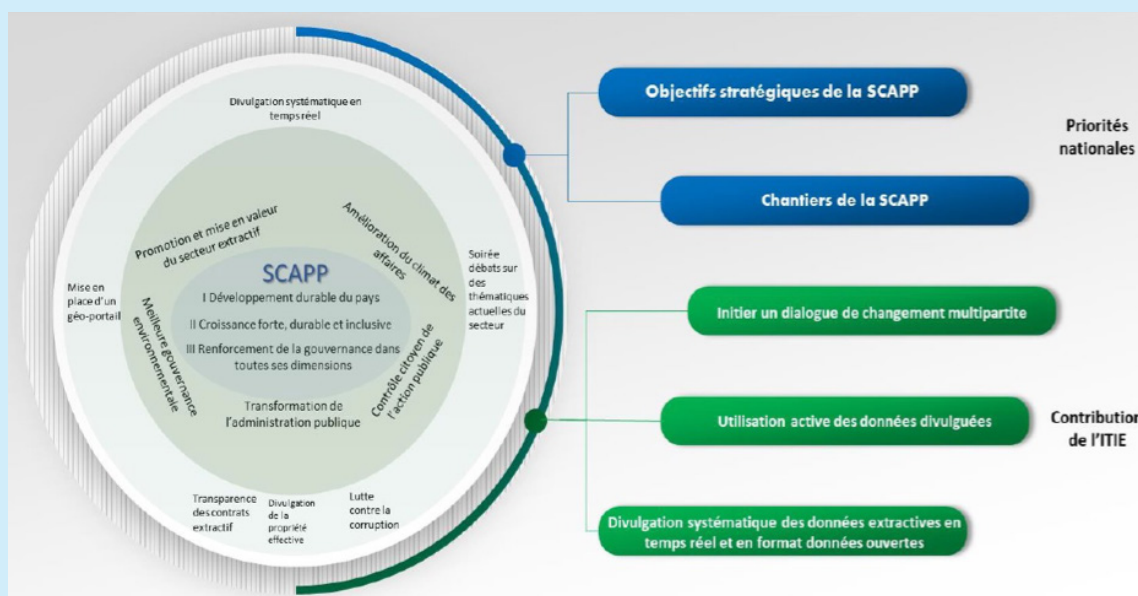 Divulgation systématique en
temps réel
Promotion et mise en valeur
du secteur extractif
Amélioration du climat des
affaires
Mise en
place d'un
géo-portail
Soirée
débats sur
des
thématiques
actuelles du
secteur
SCAPP
I Développement durable du pays
II Croissance forte, durable et inclusive
III Renforcement de la gouvernance dans
toutes ses dimensions
Meilleure gouvernance
environnementale
Contrôle citoyen de
l'action publique
Transformation de
l'administration publique
Transparence
des contrats
extractif
Divulgation
de la
propriété
effective
Lutte
contre la
corruption
Objectifs stratégiques de la SCAPP
Chantiers de la SCAPP
Priorités
nationales
Initier un dialogue de changement multipartite
Utilisation active des données divulguées
Divulgation systématique des données extractives en
temps réel et en format données ouvertes
Contribution
de l'ITIE